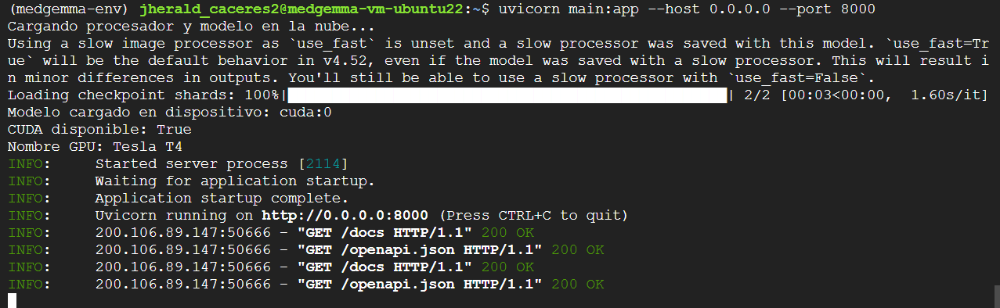 (medgemma-env) jherald_caceres2@medgemma-vm-ubuntu22:~$ uvicorn main:app --host 0.0.0.0 --port 8000
Cargando procesador y modelo en la nube...
Using a slow image processor as `use_fast` is unset and a slow processor was saved with this model. `use_fast=Tr
ue` will be the default behavior in v4.52, even if the model was saved with a slow processor. This will result i
n minor differences in outputs. You'll still be able to use a slow processor with `use_fast=False`.
Loading checkpoint shards: 100%|██████████████████████████████████████████████████| 2/2 [00:03<00:00,  1.60s/it]
Modelo cargado en dispositivo: cuda:0
CUDA disponible: True
Nombre GPU: Tesla T4
INFO:     Started server process [2114]
INFO:     Waiting for application startup.
INFO:     Application startup complete.
INFO:     Uvicorn running on http://0.0.0.0:8000 (Press CTRL+C to quit)
INFO:     200.106.89.147:50666 - "GET /docs HTTP/1.1" 200 OK
INFO:     200.106.89.147:50666 - "GET /openapi.json HTTP/1.1" 200 OK
INFO:     200.106.89.147:50666 - "GET /docs HTTP/1.1" 200 OK
INFO:     200.106.89.147:50666 - "GET /openapi.json HTTP/1.1" 200 OK